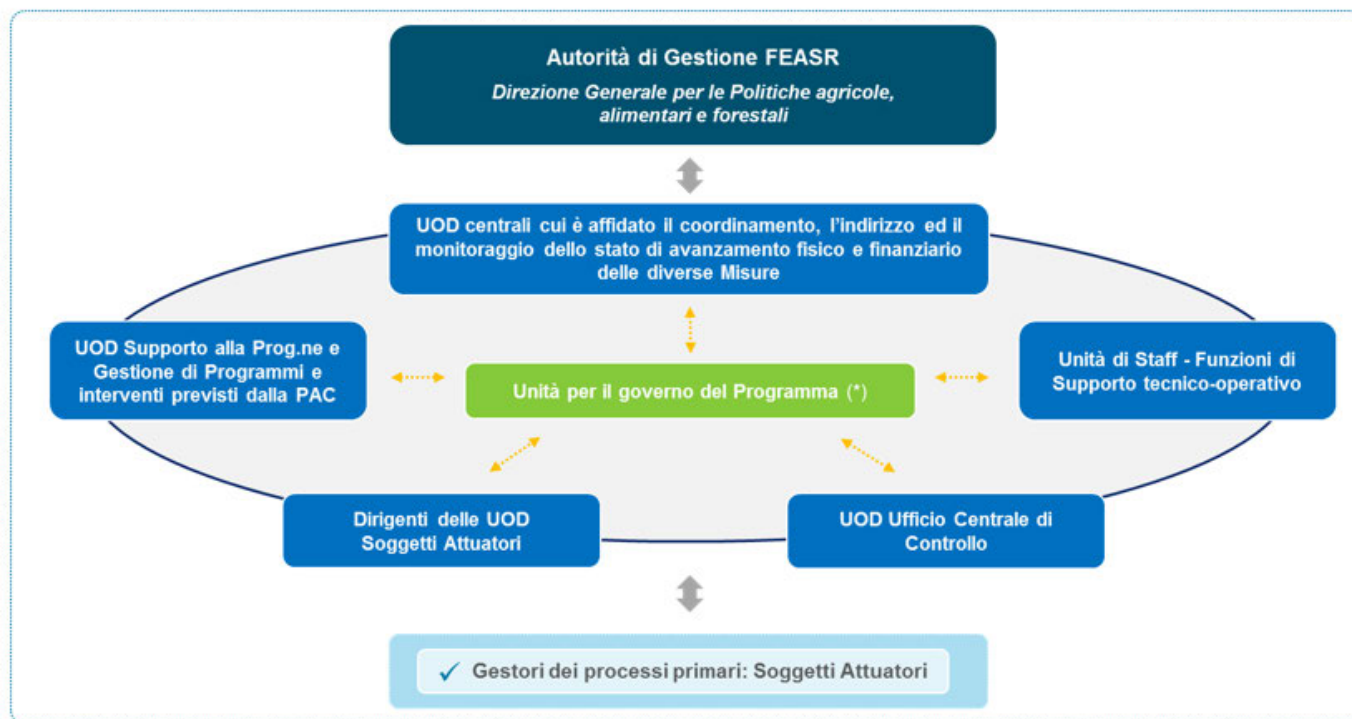 Autorità di Gestione FEASR
Direzione Generale per le Politiche agricole,
alimentari e forestali
UOD centrali cui è affidato il coordinamento, l'indirizzo ed il
monitoraggio dello stato di avanzamento fisico e finanziario
delle diverse Misure
UOD Supporto alla Prog.ne e
Gestione di Programmi e
interventi previsti dalla PAC
Unità per il governo del Programma (*)
Unità di Staff - Funzioni di
Supporto tecnico-operativo
Dirigenti delle UOD
Soggetti Attuatori
UOD Ufficio Centrale di
Controllo
✓ Gestori dei processi primari: Soggetti Attuatori